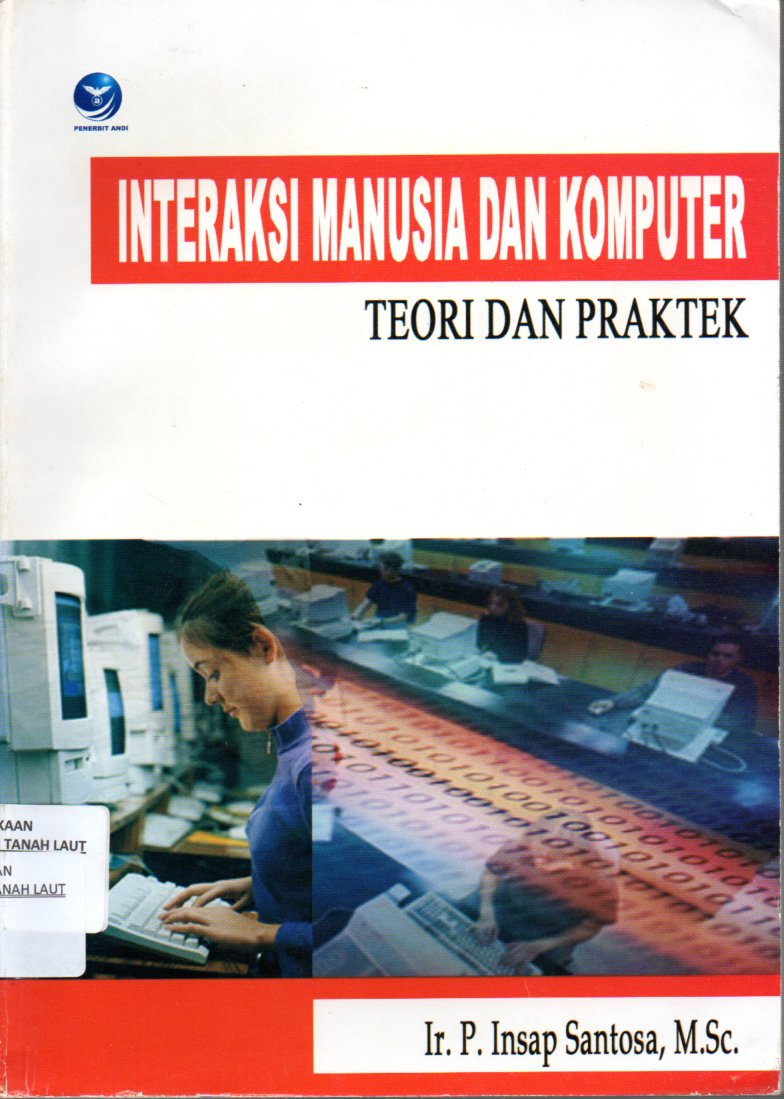 PENERBIT ANDI
INTERAKSI MANUSIA DAN KOMPUTER
TEORI DAN PRAKTEK
KAAN
TANAH LAUT
AN
ANAH LAUT
Ir. P. Insap Santosa, M.Sc.